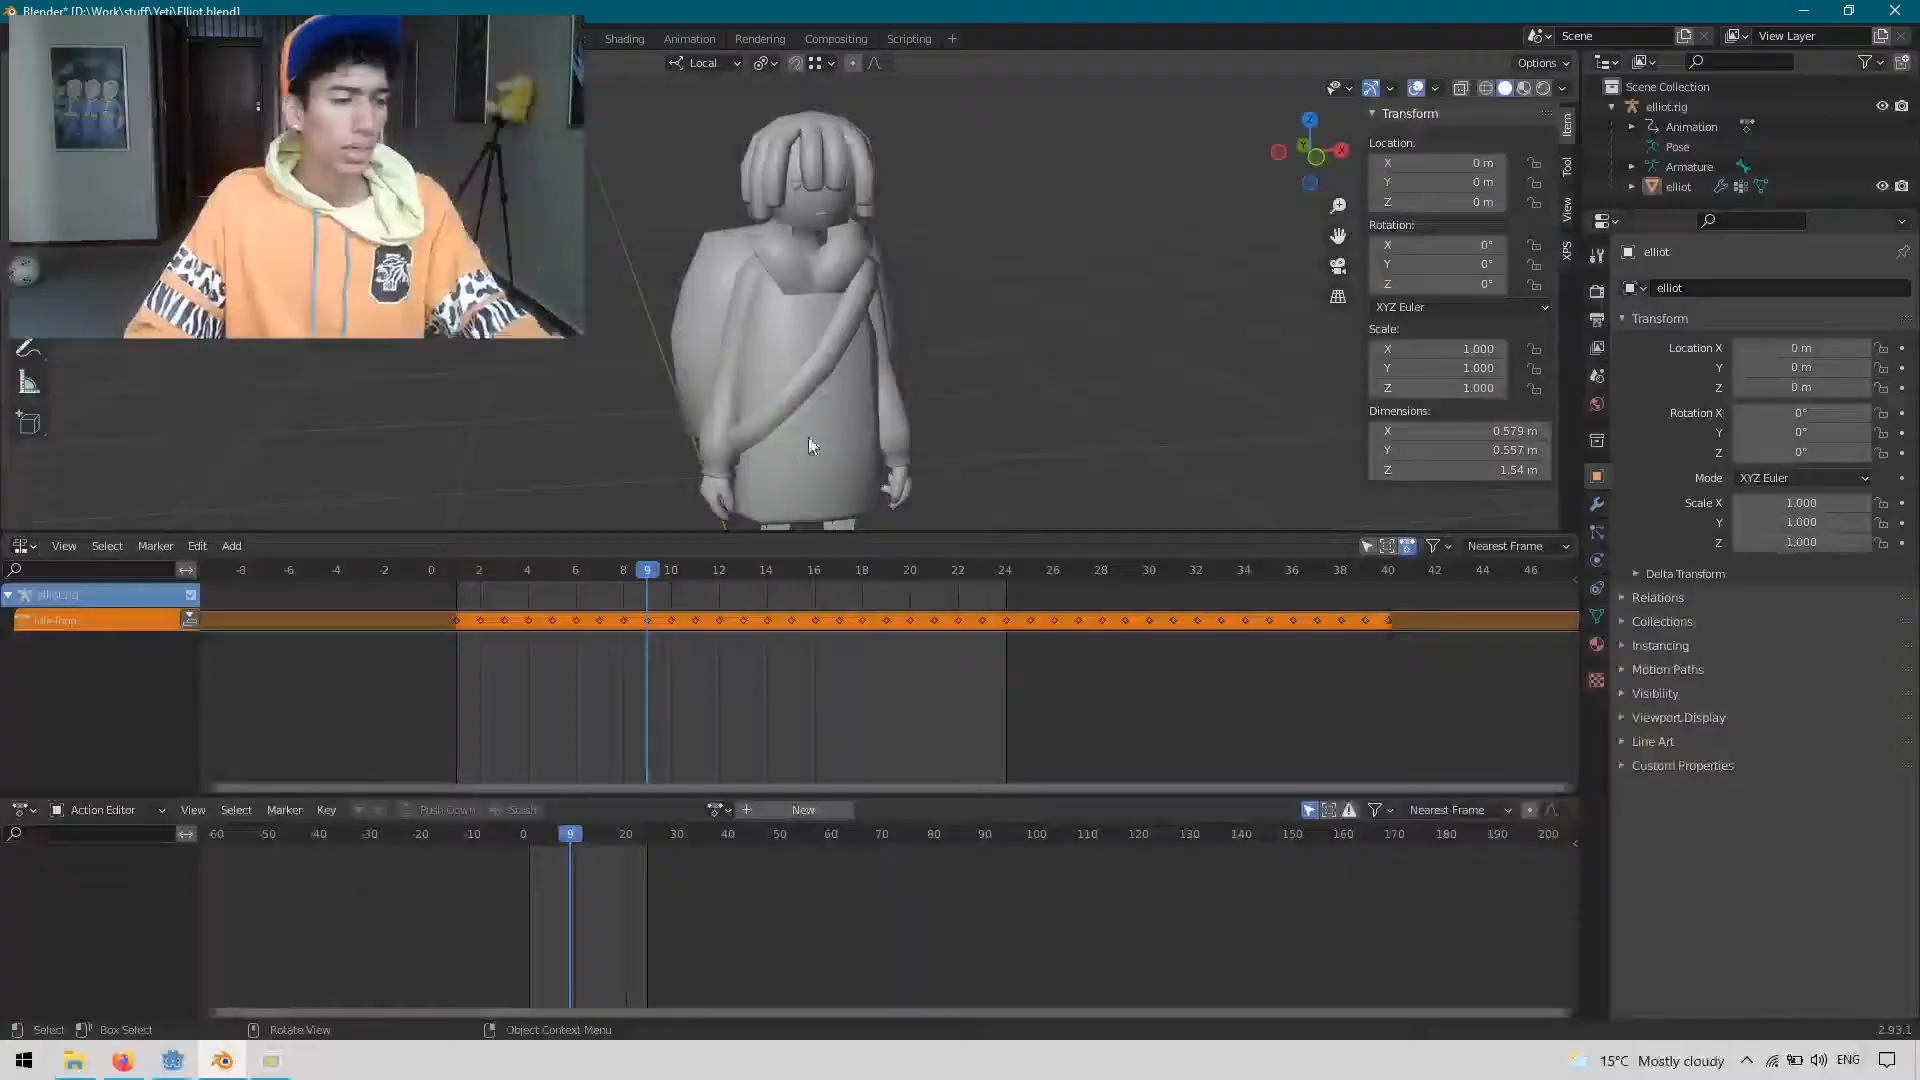 Blender* [D:\Work\stuff\Yeti\Elliot.blend]
Shading Animation Rendering Compositing Scripting +
Scene
View Layer
Local
Options
Scene Collection
elliot.rig
Animation
Pose
Armature
elliot
Transform
Location:
X 0 m
Y 0 m
Z 0 m
Rotation:
X 0°
Y 0°
Z 0°
XYZ Euler
Scale:
X 1.000
Y 1.000
Z 1.000
Dimensions:
X 0.579 m
Y 0.557 m
Z 1.54 m
Item
Tool
View
XPS
Z
Y
X
elliot
elliot
Transform
Location X 0 m
Y 0 m
Z 0 m
Rotation X 0°
Y 0°
Z 0°
Mode XYZ Euler
Scale X 1.000
Y 1.000
Z 1.000
Delta Transform
Relations
Collections
Instancing
Motion Paths
Visibility
Viewport Display
Line Art
Custom Properties
View Select Marker Edit Add
Nearest Frame
-8 -6 -4 -2 0 2 4 6 8 9 10 12 14 16 18 20 22 24 26 28 30 32 34 36 38 40 42 44 46
elliot.rig
idle-loop
Action Editor View Select Marker Key Push Down Stash + New
Nearest Frame
-60 -50 -40 -30 -20 -10 0 9 20 30 40 50 60 70 80 90 100 110 120 130 140 150 160 170 180 190 200
Select Box Select Rotate View Object Context Menu
2.93.1
15°C Mostly cloudy
ENG